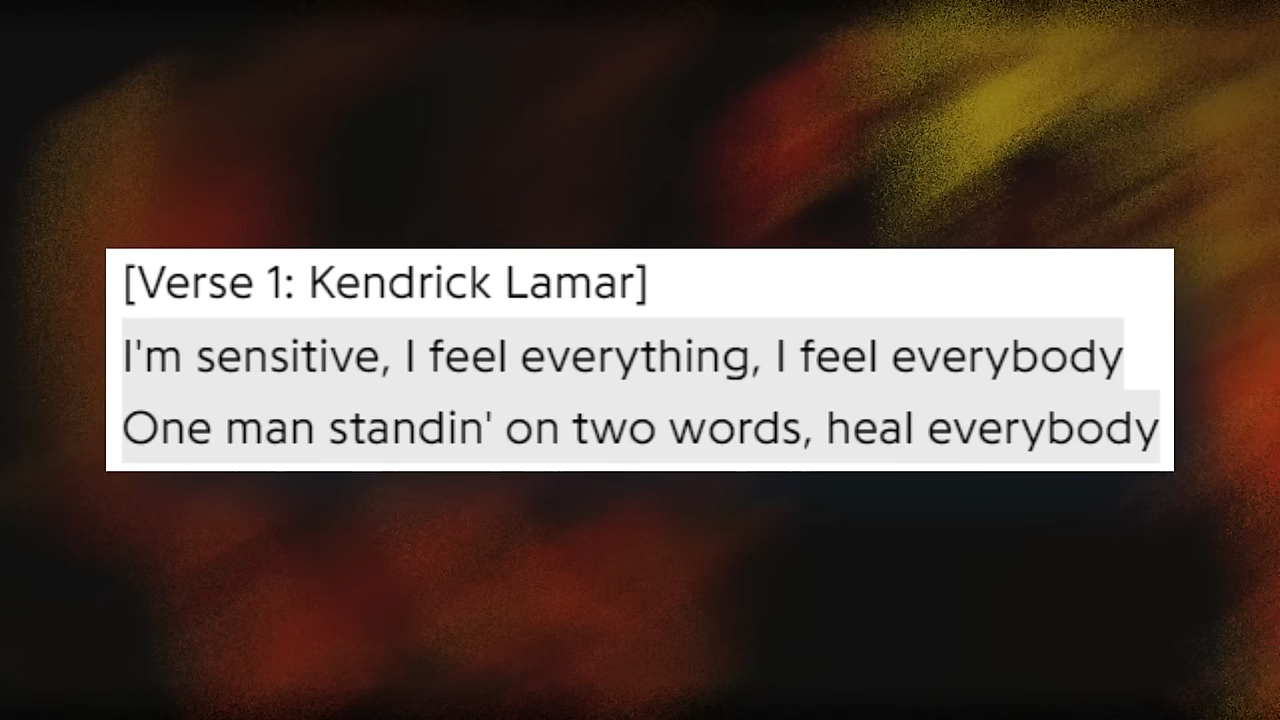 [Verse 1: Kendrick Lamar]
I'm sensitive, I feel everything, I feel everybody
One man standin' on two words, heal everybody